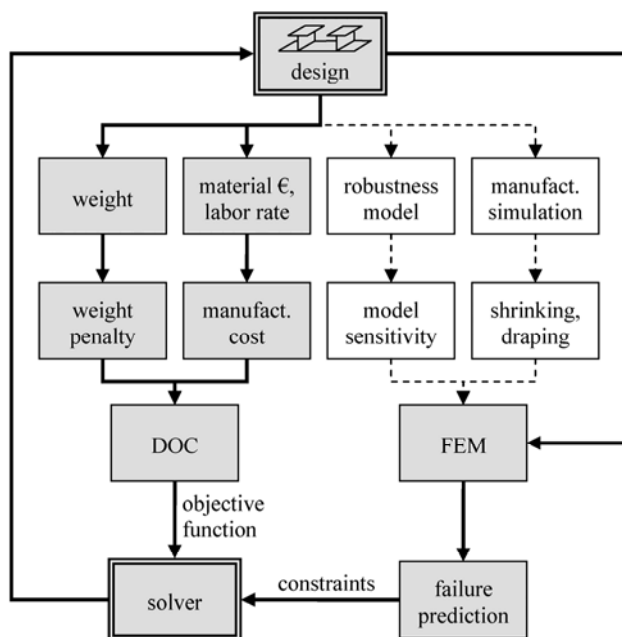 design
weight
material €,
labor rate
robustness
model
manufact.
simulation
weight
penalty
manufact.
cost
model
sensitivity
shrinking,
draping
DOC
FEM
objective
function
solver
constraints
failure
prediction